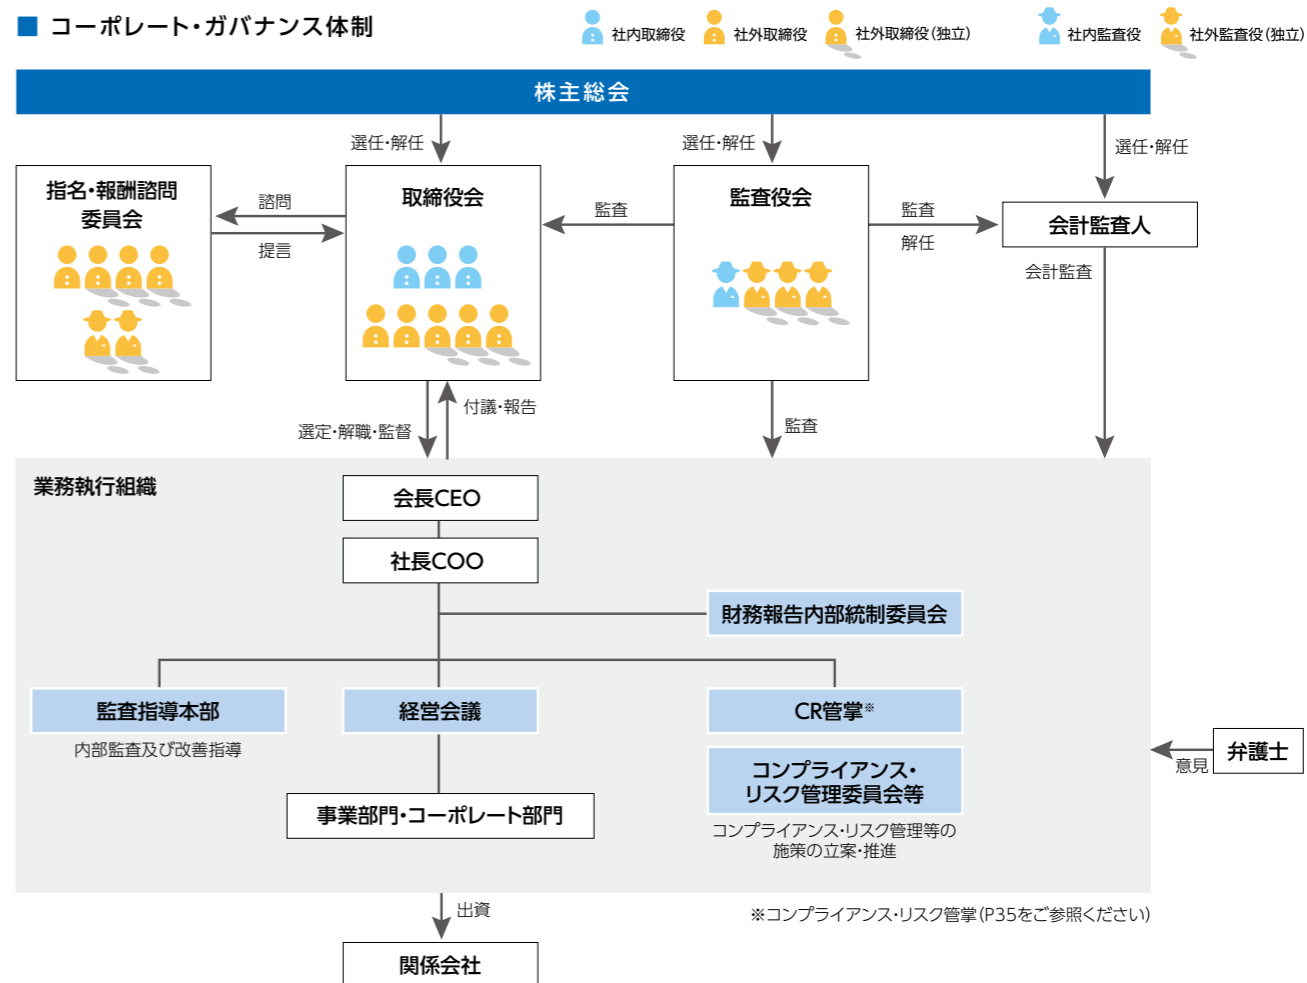 ■ コーポレート・ガバナンス体制
社内取締役
社外取締役
社外取締役(独立)
社内監査役
社外監査役(独立)
株主総会
選任・解任
選任・解任
選任・解任
指名・報酬諮問
委員会
諮問
提言
取締役会
監査
監査役会
監査
解任
会計監査人
会計監査
選定・解職・監督
付議・報告
監査
業務執行組織
会長CEO
社長COO
財務報告内部統制委員会
監査指導本部
内部監査及び改善指導
経営会議
CR管掌※
事業部門・コーポレート部門
コンプライアンス・
リスク管理委員会等
コンプライアンス・リスク管理等の
施策の立案・推進
意見
弁護士
出資
関係会社
※コンプライアンス・リスク管掌(P35をご参照ください)